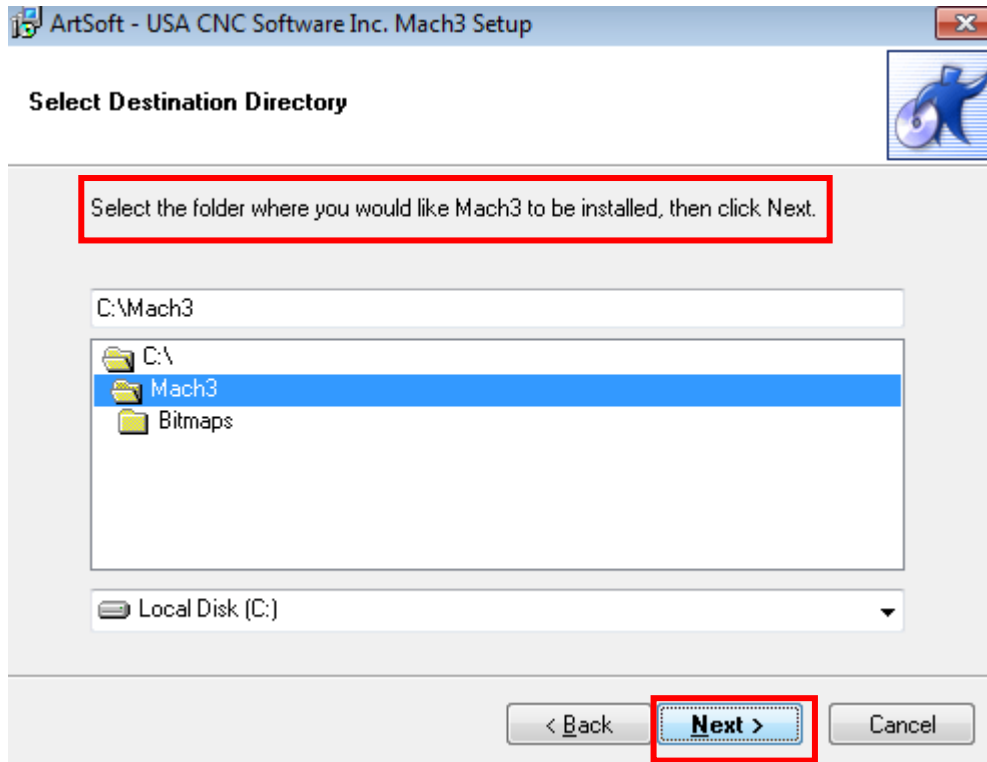 ArtSoft - USA CNC Software Inc. Mach3 Setup
Select Destination Directory
Select the folder where you would like Mach3 to be installed, then click Next.
C:\Mach3
C:\
Mach3
Bitmaps
Local Disk (C:)
< Back Next > Cancel